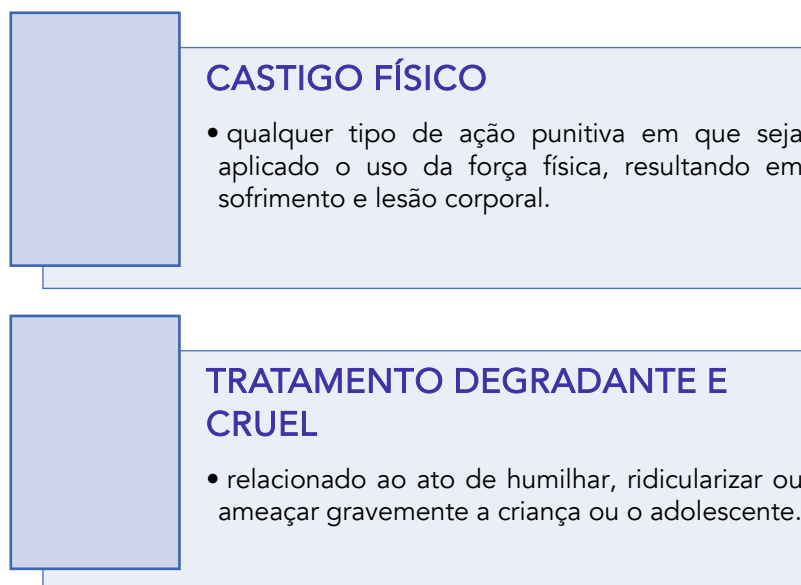 CASTIGO FÍSICO
• qualquer tipo de ação punitiva em que seja
aplicado o uso da força física, resultando em
sofrimento e lesão corporal.
TRATAMENTO DEGRADANTE E
CRUEL
• relacionado ao ato de humilhar, ridicularizar ou
ameaçar gravemente a criança ou o adolescente.